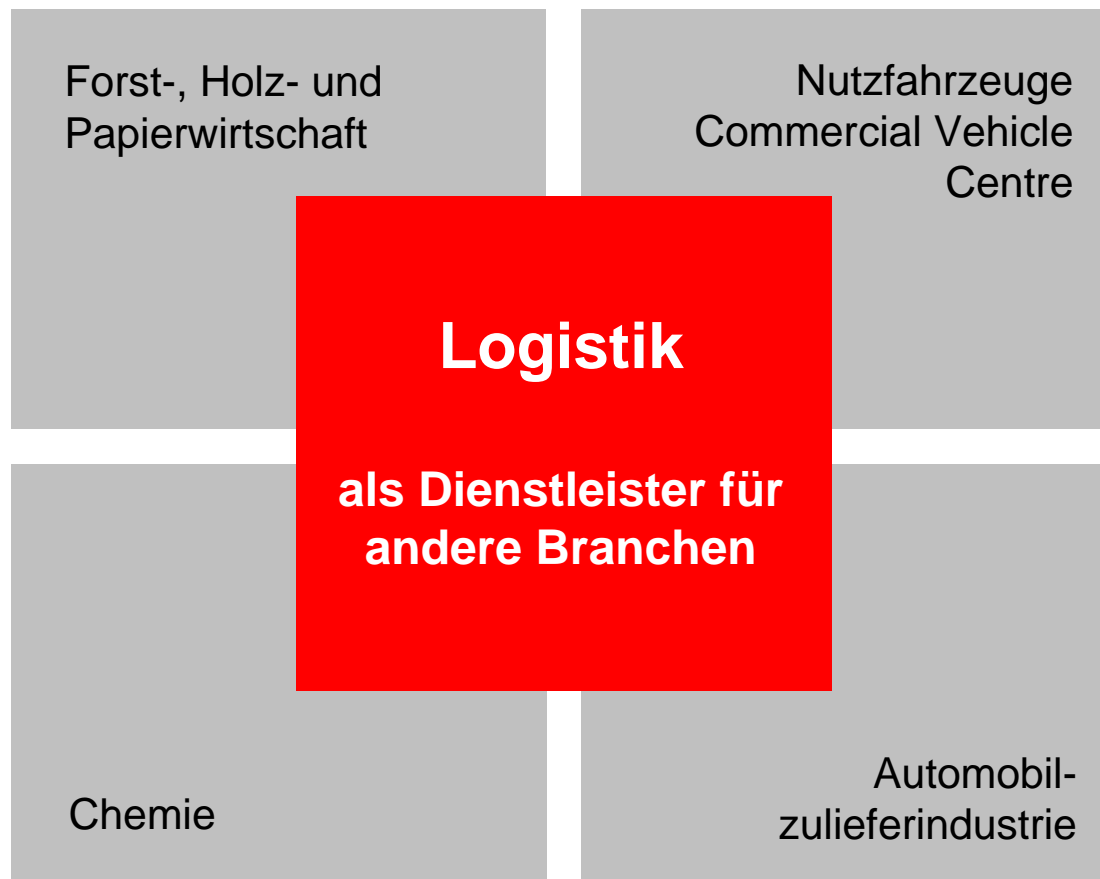 Forst-, Holz- und
Papierwirtschaft
Nutzfahrzeuge
Commercial Vehicle
Centre
Logistik
als Dienstleister für
andere Branchen
Chemie
Automobil-
zulieferindustrie